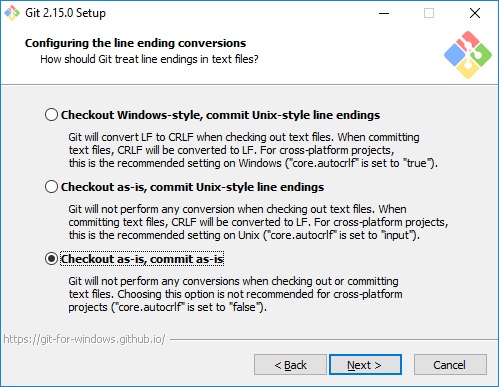 Git 2.15.0 Setup
Configuring the line ending conversions
How should Git treat line endings in text files?
Checkout Windows-style, commit Unix-style line endings
Git will convert LF to CRLF when checking out text files. When committing
text files, CRLF will be converted to LF. For cross-platform projects,
this is the recommended setting on Windows ("core.autocrlf" is set to "true").
Checkout as-is, commit Unix-style line endings
Git will not perform any conversion when checking out text files. When
committing text files, CRLF will be converted to LF. For cross-platform projects,
this is the recommended setting on Unix ("core.autocrlf" is set to "input").
Checkout as-is, commit as-is
Git will not perform any conversions when checking out or committing
text files. Choosing this option is not recommended for cross-platform
projects ("core.autocrlf" is set to "false").
https://git-for-windows.github.io/
< Back
Next >
Cancel